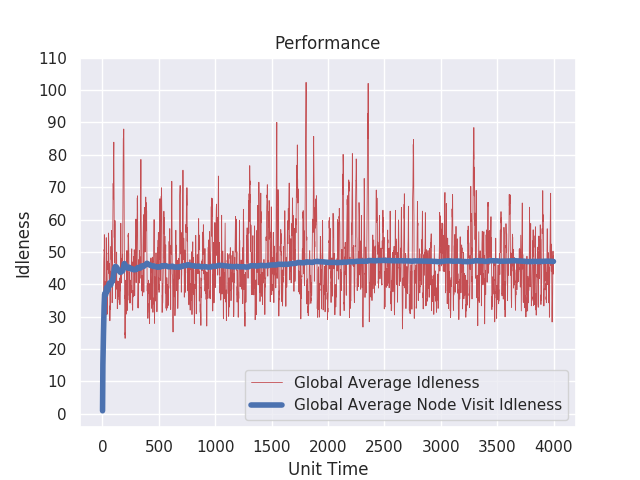 Performance
110
100
90
80
70
60
50
40
30
20
10
0
Idleness
Global Average Idleness
Global Average Node Visit Idleness
0 500 1000 1500 2000 2500 3000 3500 4000
Unit Time